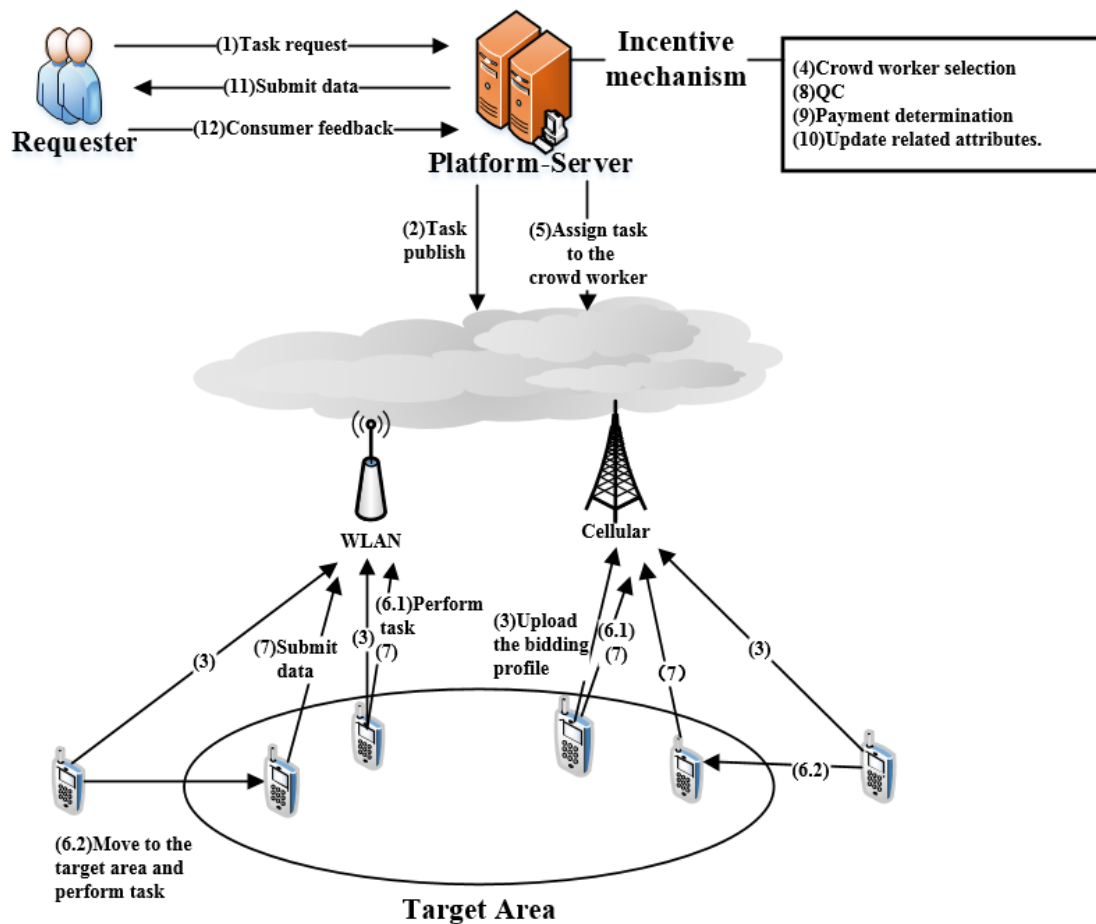 (1)Task request
(11)Submit data
(12)Consumer feedback
Requester
Platform-Server
Incentive
mechanism
(4)Crowd worker selection
(8)QC
(9)Payment determination
(10)Update related attributes.
(2)Task
publish
(5)Assign task
to the
crowd worker
WLAN
Cellular
(3)
(7)Submit
data
(6.1)Perform
task
(3)
(7)
(3)Upload
the bidding
profile
(6.1)
(7)
(7)
(3)
(6.2)
(6.2)Move to the
target area and
perform task
Target Area